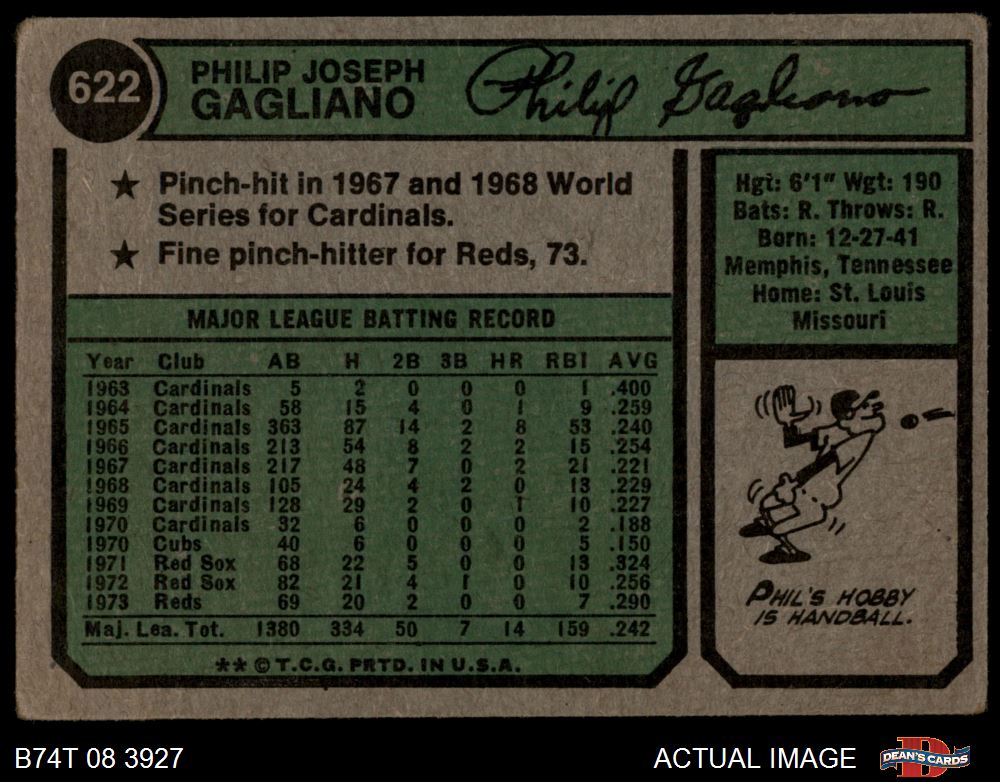 622
PHILIP JOSEPH
GAGLIANO
Philip Gagliano
★ Pinch-hit in 1967 and 1968 World
Series for Cardinals.
★ Fine pinch-hitter for Reds, 73.
MAJOR LEAGUE BATTING RECORD
Year Club AB H 2B 3B HR RBI AVG
1963 Cardinals 5 2 0 0 0 1 .400
1964 Cardinals 58 15 4 0 1 9 .259
1965 Cardinals 363 87 14 2 8 53 .240
1966 Cardinals 213 54 8 2 2 15 .254
1967 Cardinals 217 48 7 0 2 21 .221
1968 Cardinals 105 24 4 2 0 13 .229
1969 Cardinals 128 29 2 0 1 10 .227
1970 Cardinals 32 6 0 0 0 2 .188
1970 Cubs 40 6 0 0 0 5 .150
1971 Red Sox 68 22 5 0 0 13 .324
1972 Red Sox 82 21 4 1 0 10 .256
1973 Reds 69 20 2 0 0 7 .290
Maj. Lea. Tot. 1380 334 50 7 14 159 .242
** © T.C.G. PRTD. IN U.S.A.
Hgt: 6'1" Wgt: 190
Bats: R. Throws: R.
Born: 12-27-41
Memphis, Tennessee
Home: St. Louis
Missouri
PHIL'S HOBBY
IS HANDBALL.
B74T 08 3927
ACTUAL IMAGE
DEAN'S CARDS